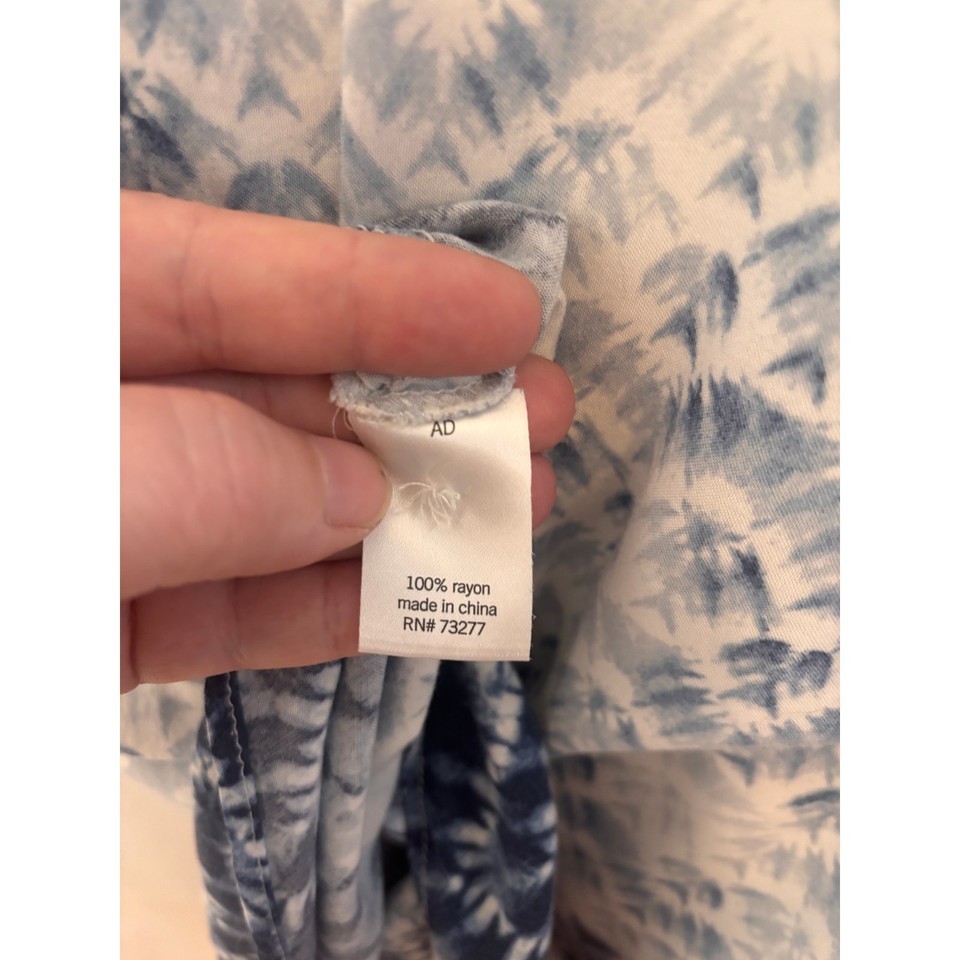 AD
100% rayon
made in china
RN# 73277